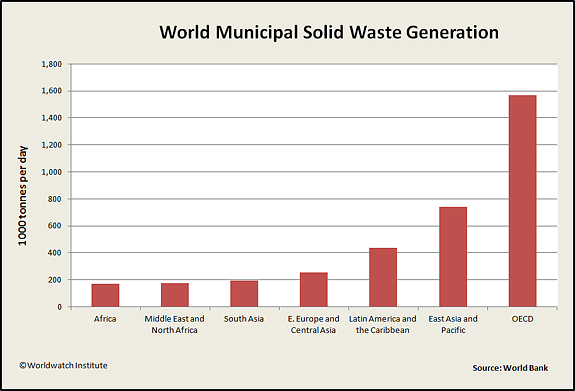 World Municipal Solid Waste Generation
1,800
1,600
1,400
1,200
1,000
800
600
400
200
0
1000 tonnes per day
Africa
Middle East and
North Africa
South Asia
E. Europe and
Central Asia
Latin America and
the Caribbean
East Asia and
Pacific
OECD
©Worldwatch Institute
Source: World Bank